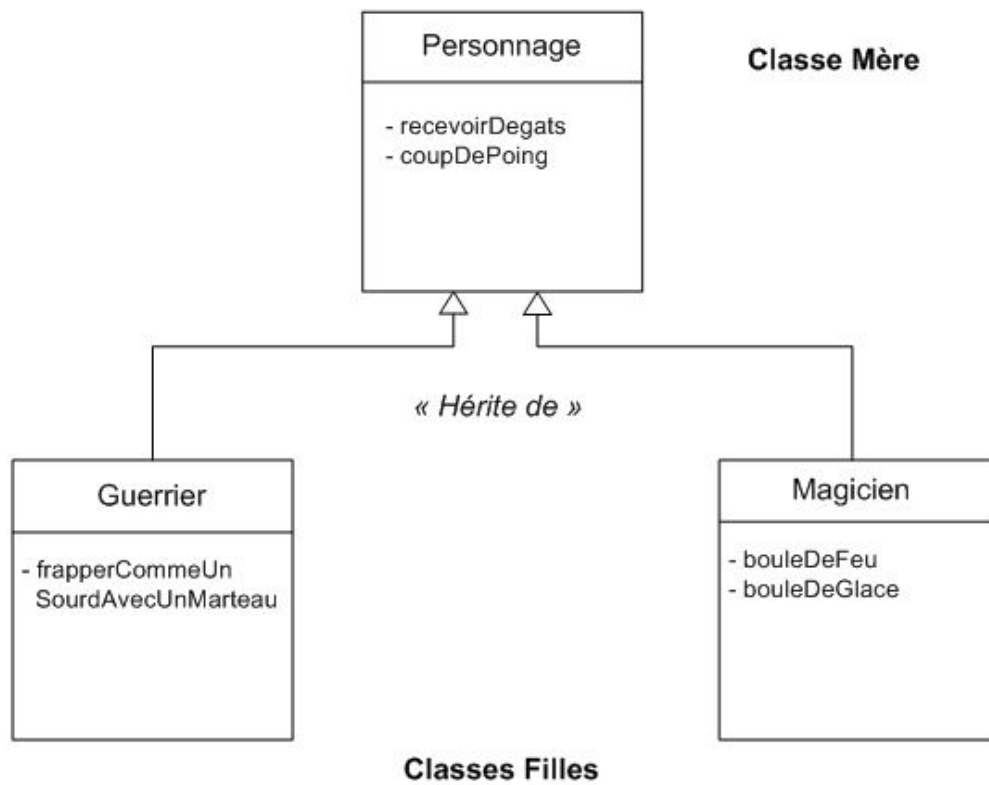 Personnage
Classe Mère
- recevoirDegats
- coupDePoing
« Hérite de »
Guerrier
- frapperCommeUn
SourdAvecUnMarteau
Magicien
- bouleDeFeu
- bouleDeGlace
Classes Filles